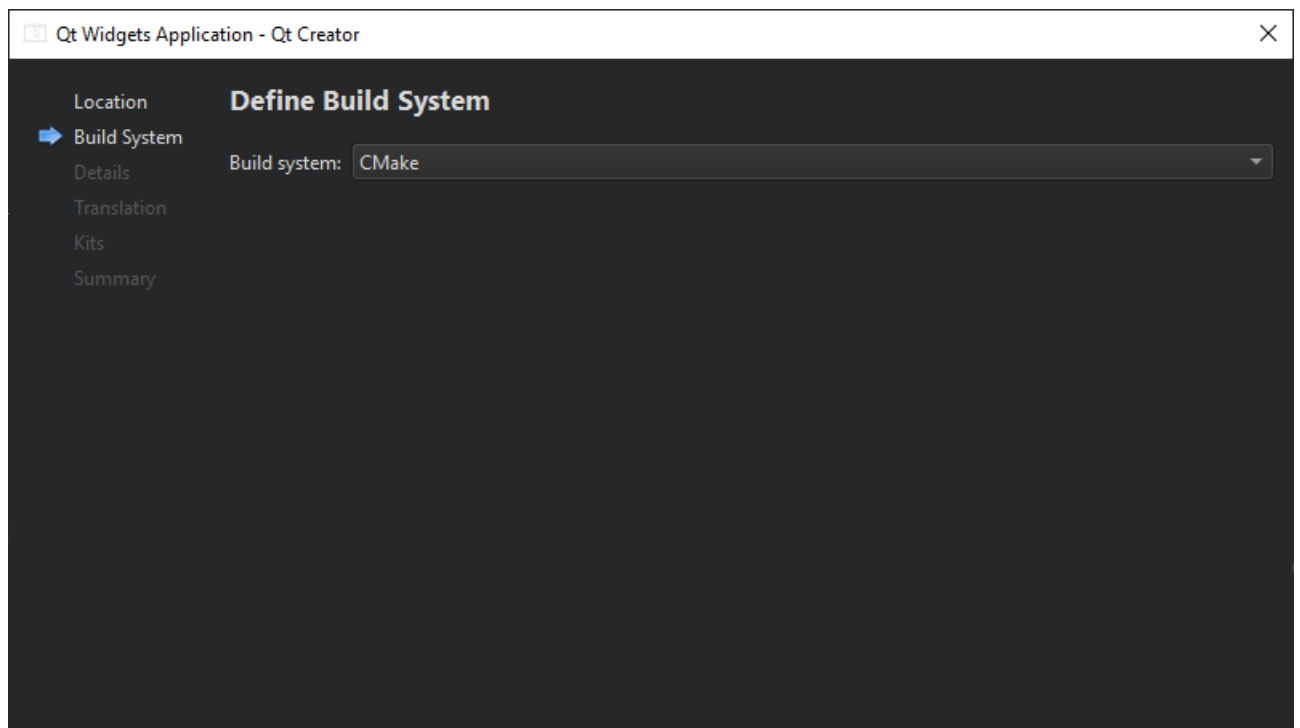 Qt Widgets Application - Qt Creator
Location
Build System
Details
Translation
Kits
Summary
Define Build System
Build system: CMake